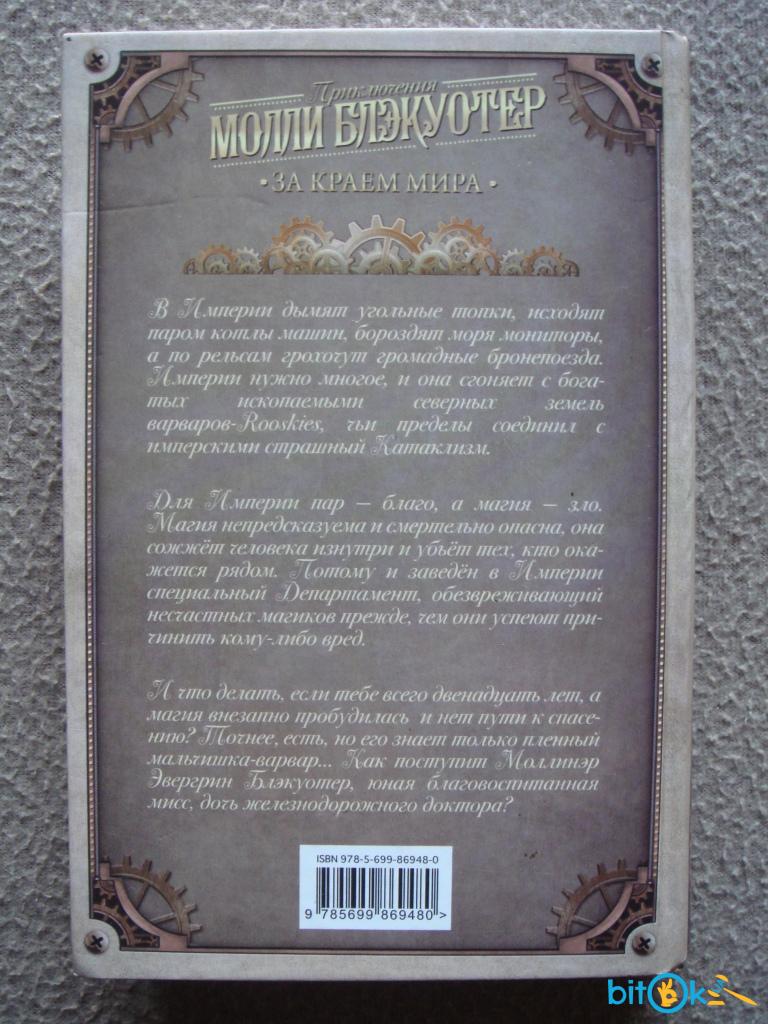 Приключения
МОЛЛИ БЛЭКУОТЕР
• ЗА КРАЕМ МИРА •
В Империи дымят угольные топки, исходят
паром котлы машин, бороздят моря мониторы,
а по рельсам грохочут громадные бронепоезда.
Империи нужно многое, и она сгоняет с бога-
тых ископаемыми северных земель
варваров-Rooskies, чьи пределы соединил с
имперскими страшный Катаклизм.
Для Империи пар – благо, а магия – зло.
Магия непредсказуема и смертельно опасна, она
сожжёт человека изнутри и убьёт тех, кто ока-
жется рядом. Потому и заведён в Империи
специальный Департамент, обезвреживающий
несчастных магиков прежде, чем они успеют при-
чинить кому-либо вред.
И что делать, если тебе всего двенадцать лет, а
магия внезапно пробудилась и нет пути к спасе-
нию? Точнее, есть, но его знает только пленный
мальчишка-варвар... Как поступит Моллинэр
Эвергрин Блэкуотер, юная благовоспитанная
мисс, дочь железнодорожного доктора?
ISBN 978-5-699-86948-0
9 785699 869480 >
bitOk